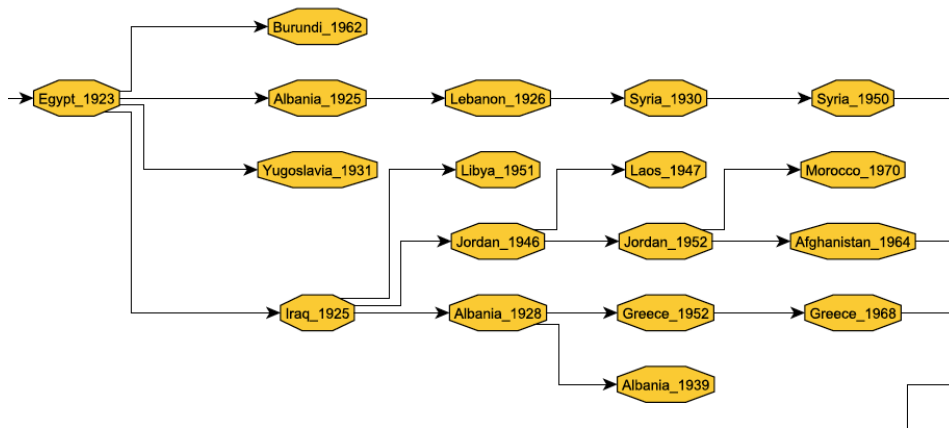 Burundi_1962
Egypt_1923
Albania_1925
Lebanon_1926
Syria_1930
Syria_1950
Yugoslavia_1931
Libya_1951
Laos_1947
Morocco_1970
Jordan_1946
Jordan_1952
Afghanistan_1964
Iraq_1925
Albania_1928
Greece_1952
Greece_1968
Albania_1939